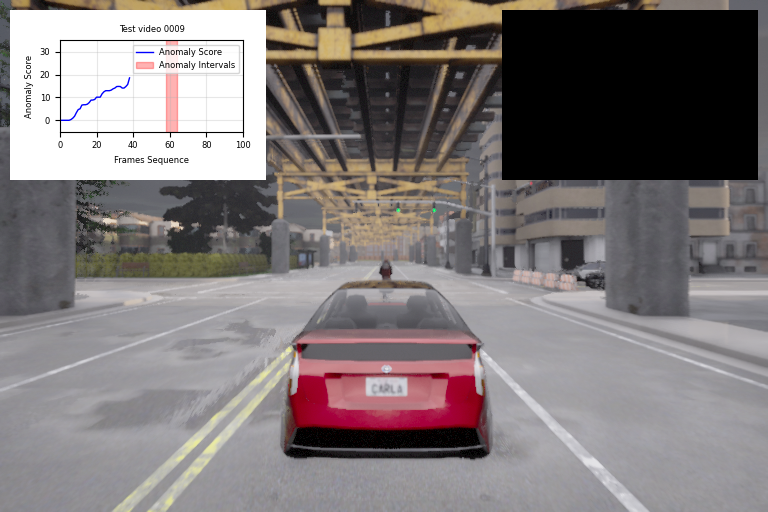 Test video 0009
Anomaly Score
30
20
10
0
Anomaly Score
Anomaly Intervals
0 20 40 60 80 100
Frames Sequence
CARLA